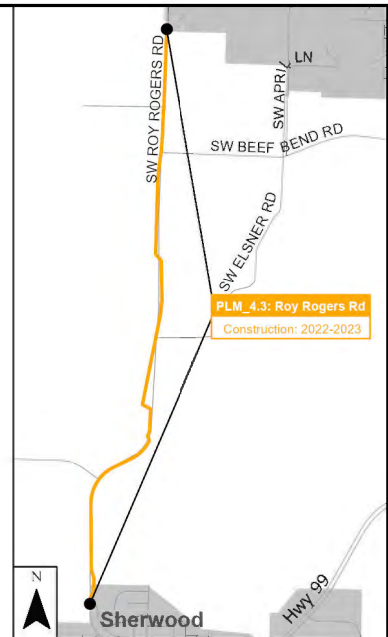 LN
SW APRIL
SW ROY ROGERS RD
SW BEEF BEND RD
SW ELSNER RD
PLM_4.3: Roy Rogers Rd
Construction: 2022-2023
N
Sherwood
Hwy 99